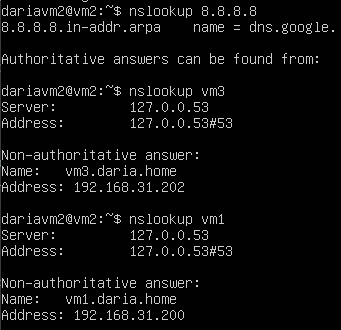 dariavm2@vm2:~$ nslookup 8.8.8.8
8.8.8.8.in-addr.arpa    name = dns.google.
Authoritative answers can be found from:
dariavm2@vm2:~$ nslookup vm3
Server:         127.0.0.53
Address:        127.0.0.53#53
Non-authoritative answer:
Name:   vm3.daria.home
Address: 192.168.31.202
dariavm2@vm2:~$ nslookup vm1
Server:         127.0.0.53
Address:        127.0.0.53#53
Non-authoritative answer:
Name:   vm1.daria.home
Address: 192.168.31.200